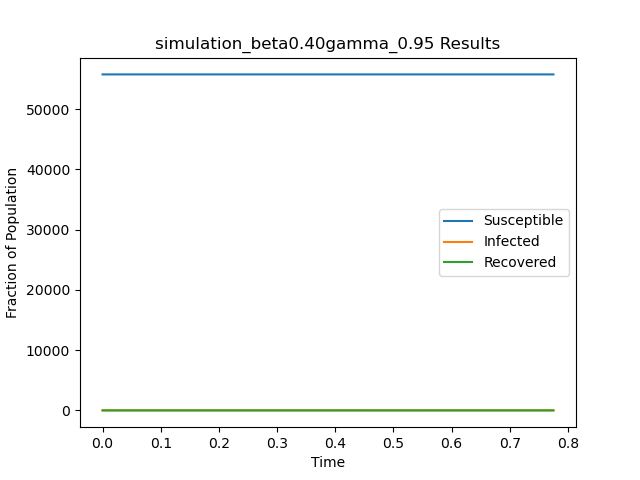 simulation_beta0.40gamma_0.95 Results
Fraction of Population
50000
40000
30000
20000
10000
0
Susceptible
Infected
Recovered
0.0 0.1 0.2 0.3 0.4 0.5 0.6 0.7 0.8
Time